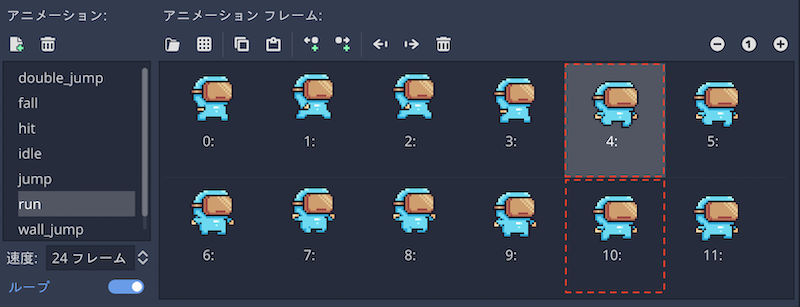 アニメーション:
アニメーション フレーム:
1
double_jump
fall
hit
idle
jump
run
wall_jump
速度: 24 フレーム
ループ
0: 1: 2: 3: 4: 5:
6: 7: 8: 9: 10: 11: